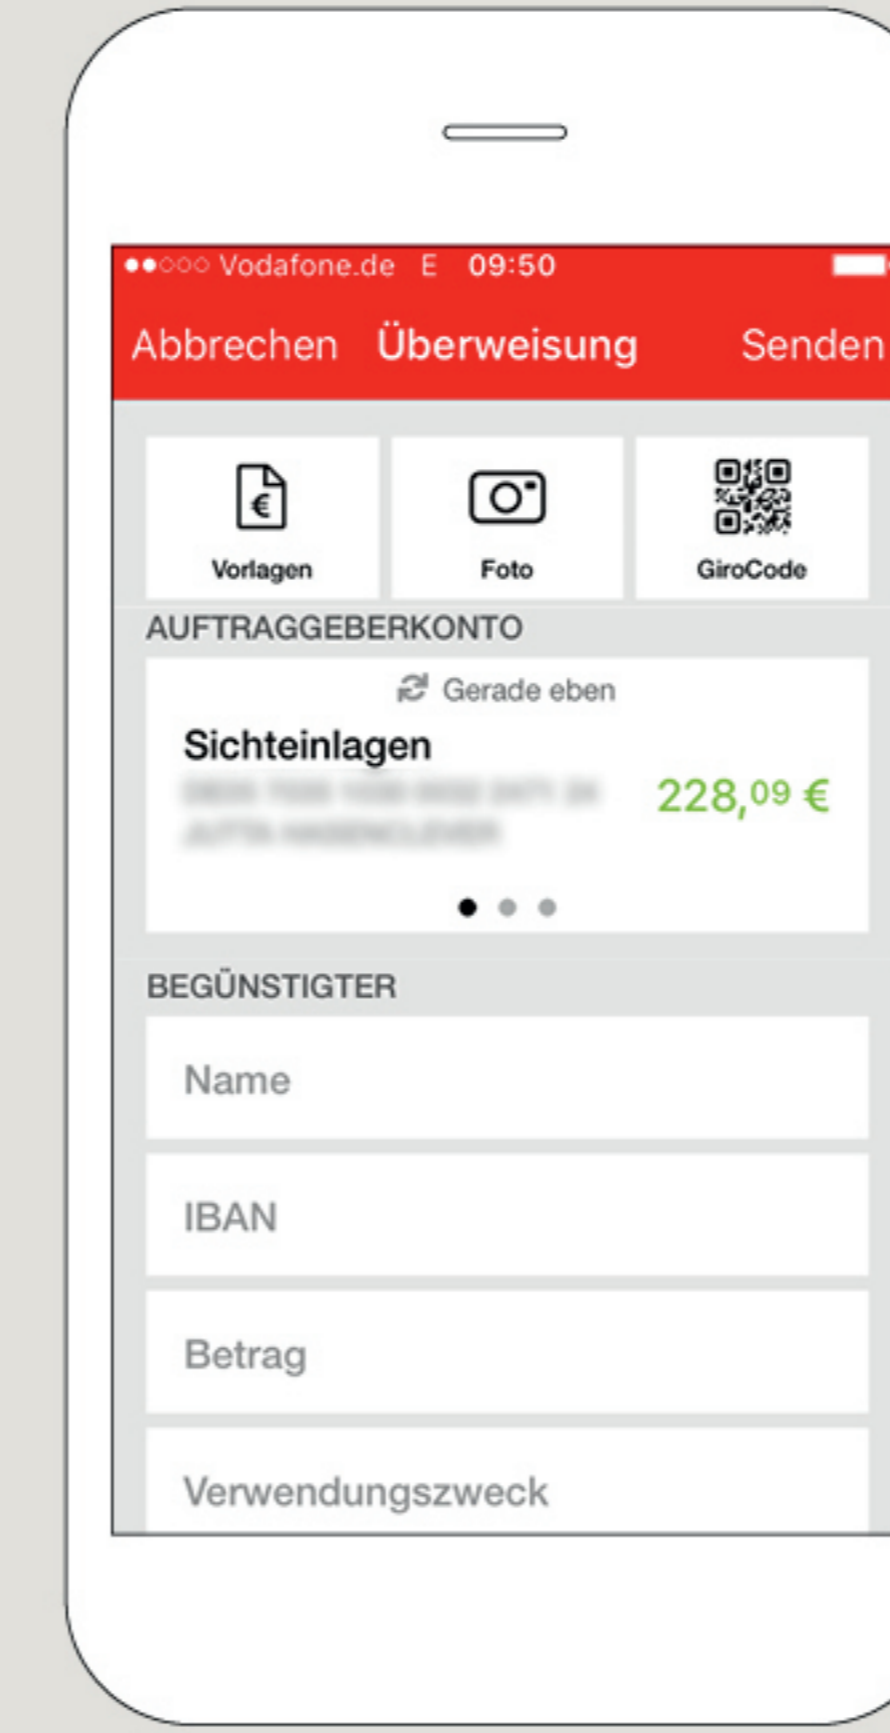 Vodafone.de E 09:50
Abbrechen Überweisung Senden
Vorlagen Foto GiroCode
AUFTRAGGEBERKONTO
Gerade eben
Sichteinlagen
228,09 €
BEGÜNSTIGTER
Name
IBAN
Betrag
Verwendungszweck